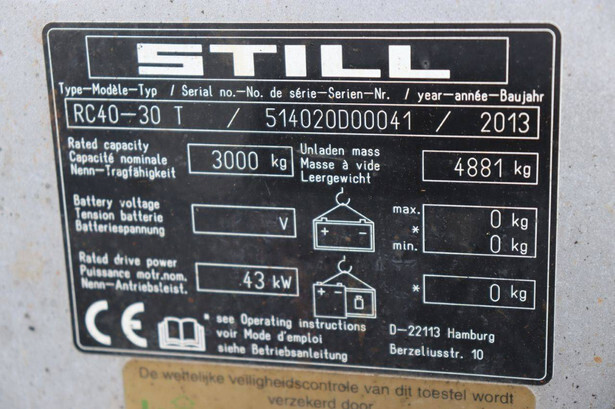 STILL
Type-Modèle-Typ / Serial no.-No. de série-Serien-Nr. / year-année-Baujahr
RC40-30 T / 514020D00041 / 2013
Rated capacity
Capacité nominale
Nenn-Tragfähigkeit
3000 kg
Unladen mass
Masse à vide
Leergewicht
4881 kg
Battery voltage
Tension batterie
Batteriespannung
V
+ -
max. 0 kg
*
min. 0 kg
Rated drive power
Puissance motr.nom.
Nenn-Antriebsleist.
43 kW
+
* 0 kg
CE
* see Operating instructions
voir Mode d'emploi
siehe Betriebsanleitung
D-22113 Hamburg
Berzeliusstr. 10
De wettelijke veiligheidscontrole van dit toestel wordt
verzekerd door